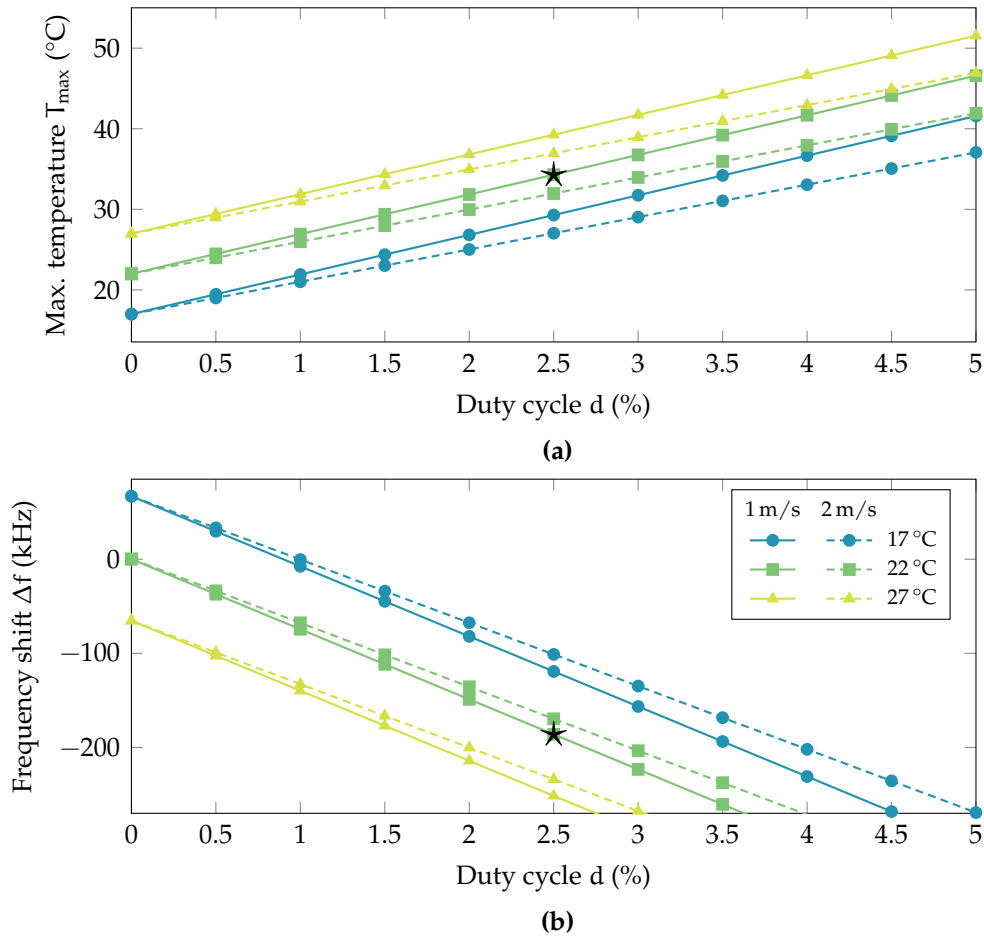 50
40
30
20
Max. temperature T_max (°C)
0 0.5 1 1.5 2 2.5 3 3.5 4 4.5 5
Duty cycle d (%)
(a)
0
−100
−200
Frequency shift Δf (kHz)
1 m/s 2 m/s
17 °C
22 °C
27 °C
0 0.5 1 1.5 2 2.5 3 3.5 4 4.5 5
Duty cycle d (%)
(b)